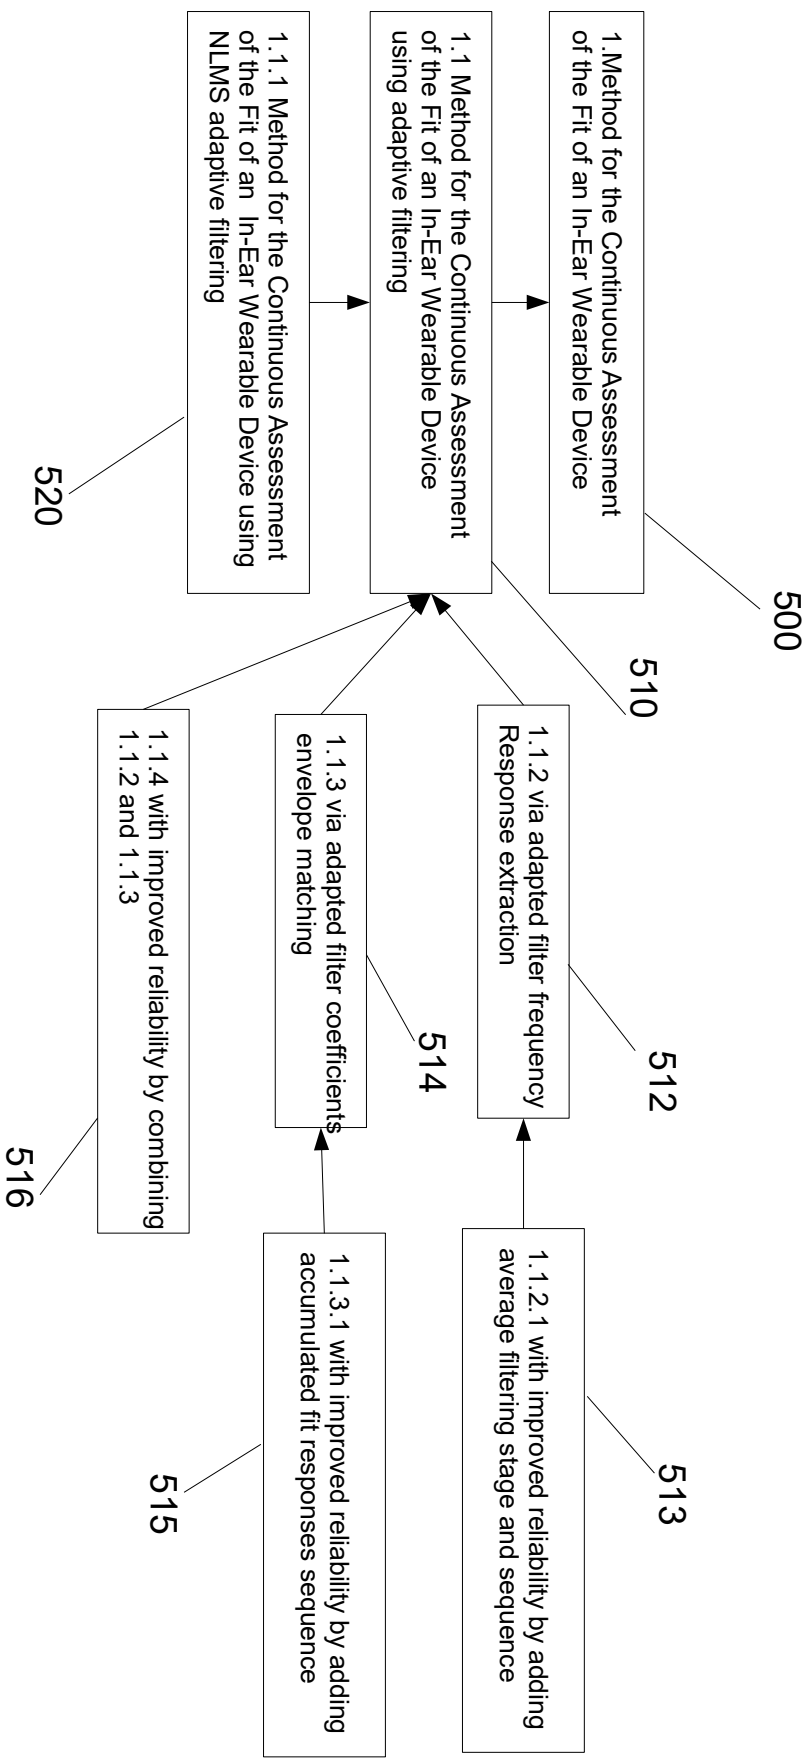 1.Method for the Continuous Assessment
of the Fit of an In-Ear Wearable Device
500
1.1 Method for the Continuous Assessment
of the Fit of an In-Ear Wearable Device
using adaptive filtering
510
1.1.1 Method for the Continuous Assessment
of the Fit of an In-Ear Wearable Device using
NLMS adaptive filtering
520
1.1.2 via adapted filter frequency
Response extraction
512
1.1.2.1 with improved reliability by adding
average filtering stage and sequence
513
1.1.3 via adapted filter coefficients
envelope matching
514
1.1.3.1 with improved reliability by adding
accumulated fit responses sequence
515
1.1.4 with improved reliability by combining
1.1.2 and 1.1.3
516